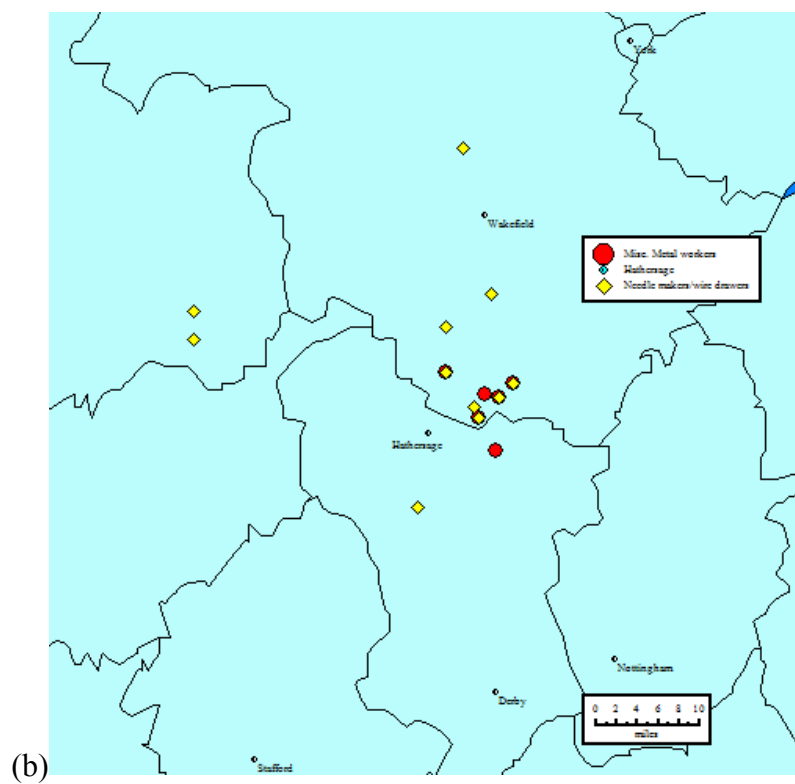 York
Wakefield
Misc. Metal workers
Hathersage
Needle makers/wire drawers
Hathersage
Nottingham
Derby
0 2 4 6 8 10
miles
Stafford
(b)